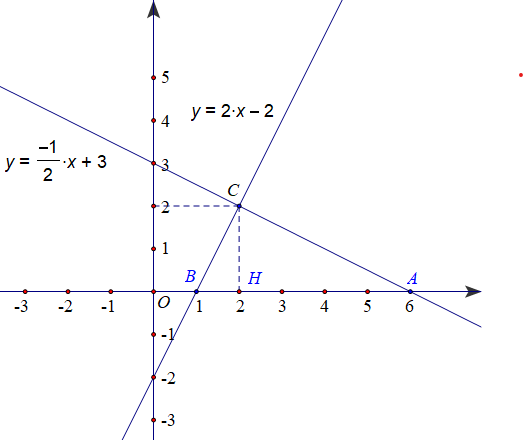 5
y = 2·x – 2
4
y = –1/2 ·x + 3
3
C
2
1
B H A
-3 -2 -1 O 1 2 3 4 5 6
-1
-2
-3